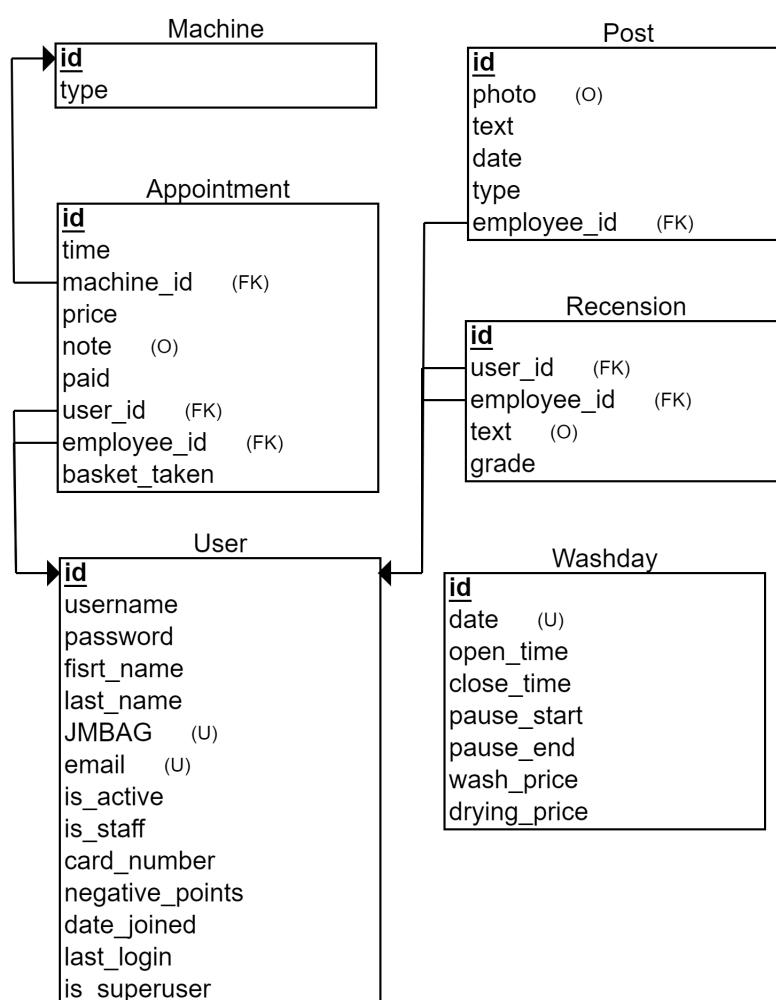 Machine
id
type
Appointment
id
time
machine_id (FK)
price
note (O)
paid
user_id (FK)
employee_id (FK)
basket_taken
User
id
username
password
fisrt_name
last_name
JMBAG (U)
email (U)
is_active
is_staff
card_number
negative_points
date_joined
last_login
is_superuser
Post
id
photo (O)
text
date
type
employee_id (FK)
Recension
id
user_id (FK)
employee_id (FK)
text (O)
grade
Washday
id
date (U)
open_time
close_time
pause_start
pause_end
wash_price
drying_price